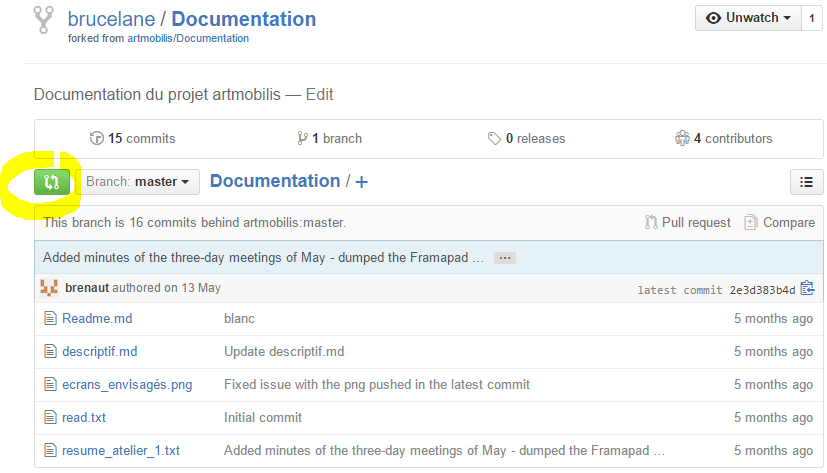 brucelane / Documentation
Unwatch 1
forked from artmobilis/Documentation
Documentation du projet artmobilis — Edit
15 commits 1 branch 0 releases 4 contributors
Branch: master Documentation / +
This branch is 16 commits behind artmobilis:master. Pull request Compare
Added minutes of the three-day meetings of May - dumped the Framapad … ...
brenaut authored on 13 May latest commit 2e3d383b4d
Readme.md blanc 5 months ago
descriptif.md Update descriptif.md 5 months ago
ecrans_envisagés.png Fixed issue with the png pushed in the latest commit 5 months ago
read.txt Initial commit 5 months ago
resume_atelier_1.txt Added minutes of the three-day meetings of May - dumped the Framapad … 5 months ago